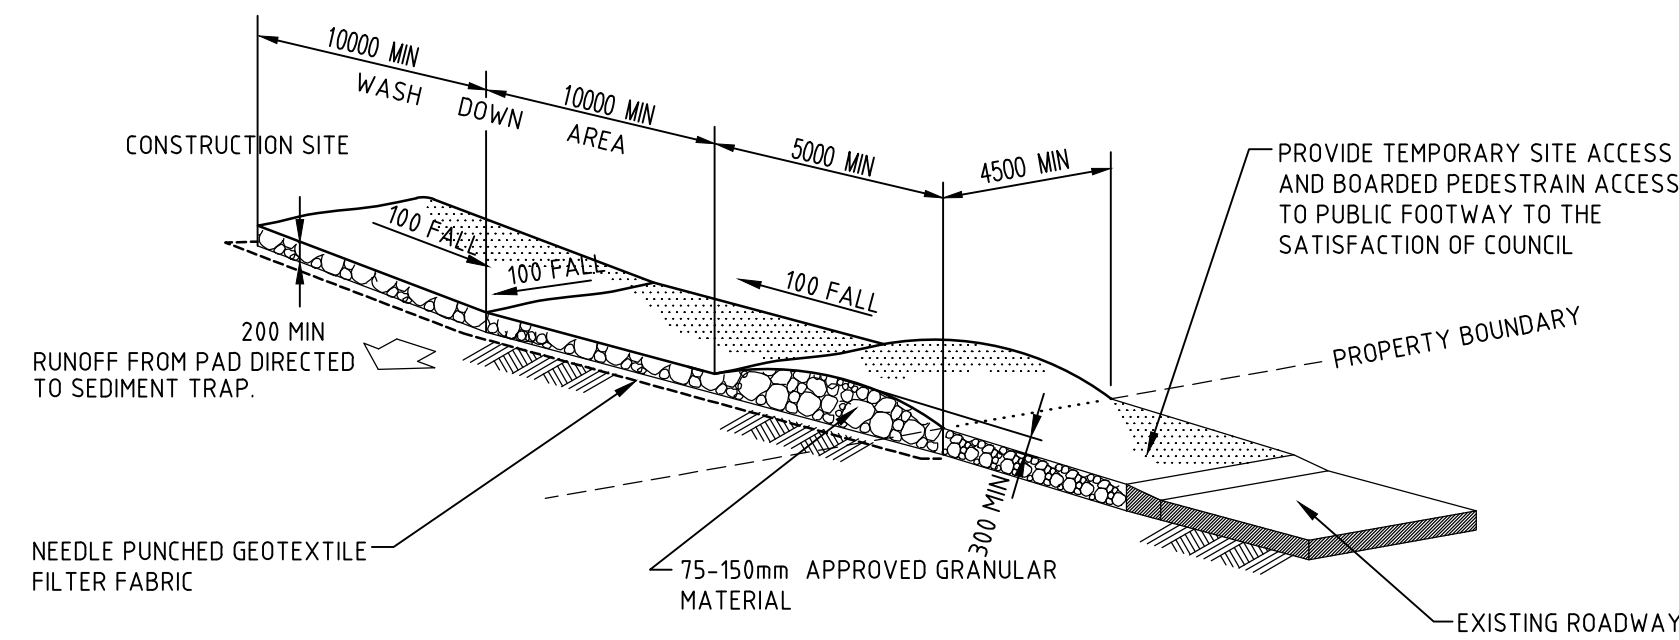 10000 MIN
WASH DOWN AREA
10000 MIN
5000 MIN
4500 MIN
CONSTRUCTION SITE
PROVIDE TEMPORARY SITE ACCESS
AND BOARDED PEDESTRAIN ACCESS
TO PUBLIC FOOTWAY TO THE
SATISFACTION OF COUNCIL
100 FALL
100 FALL
100 FALL
200 MIN
RUNOFF FROM PAD DIRECTED
TO SEDIMENT TRAP.
PROPERTY BOUNDARY
300 MIN
NEEDLE PUNCHED GEOTEXTILE
FILTER FABRIC
75-150mm APPROVED GRANULAR
MATERIAL
EXISTING ROADWAY